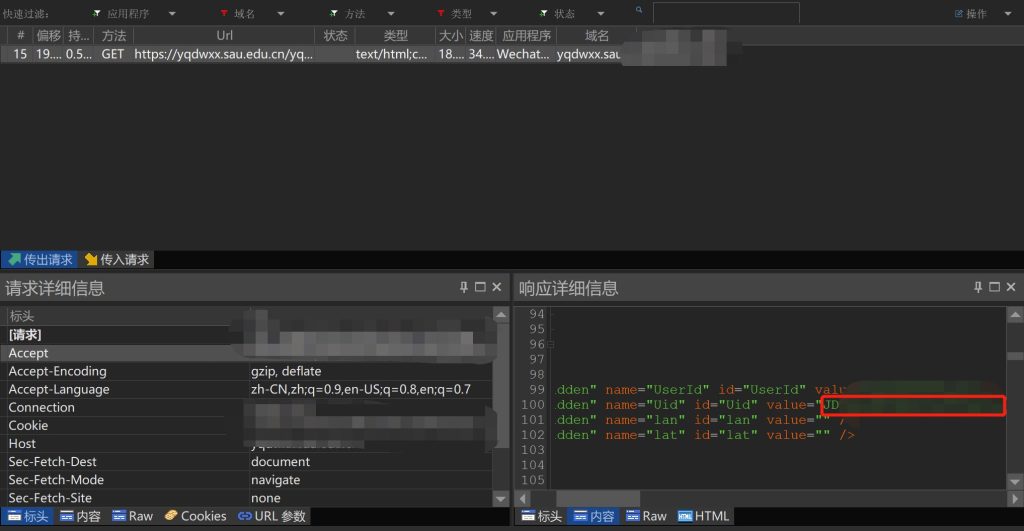 快速过滤: 应用程序 域名 方法 类型 状态 操作
# 偏移 持... 方法 Url 状态 类型 大小 速度 应用程序 域名
15 19.... 0.5... GET https://yqdwxx.sau.edu.cn/yq... text/html;c... 18.... 34.... Wechat... yqdwxx.sau
传出请求 传入请求
请求详细信息
标头
[请求]
Accept
Accept-Encoding gzip, deflate
Accept-Language zh-CN,zh;q=0.9,en-US;q=0.8,en;q=0.7
Connection
Cookie
Host
Sec-Fetch-Dest document
Sec-Fetch-Mode navigate
Sec-Fetch-Site none
标头 内容 Raw Cookies URL 参数
响应详细信息
94
95
96
97
98
99 dden" name="UserId" id="UserId" valu
100 dden" name="Uid" id="Uid" value="JD
101 dden" name="lan" id="lan" value="" /
102 dden" name="lat" id="lat" value="" />
103
104
105
标头 内容 Raw HTML